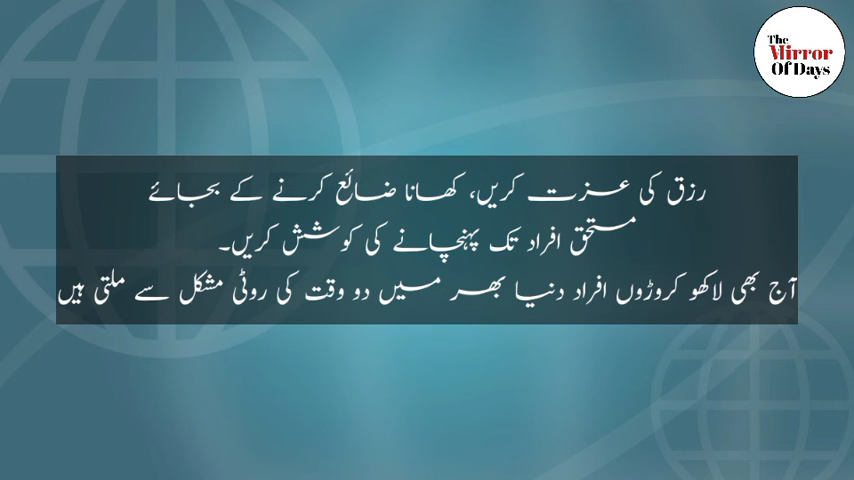 The
Mirror
Of Days
رزق کی عزت کریں، کھانا ضائع کرنے کے بجائے
مستحق افراد تک پہنچانے کی کوشش کریں۔
آج بھی لاکھو کروڑوں افراد دنیا بھر میں دو وقت کی روٹی مشکل سے ملتی ہیں